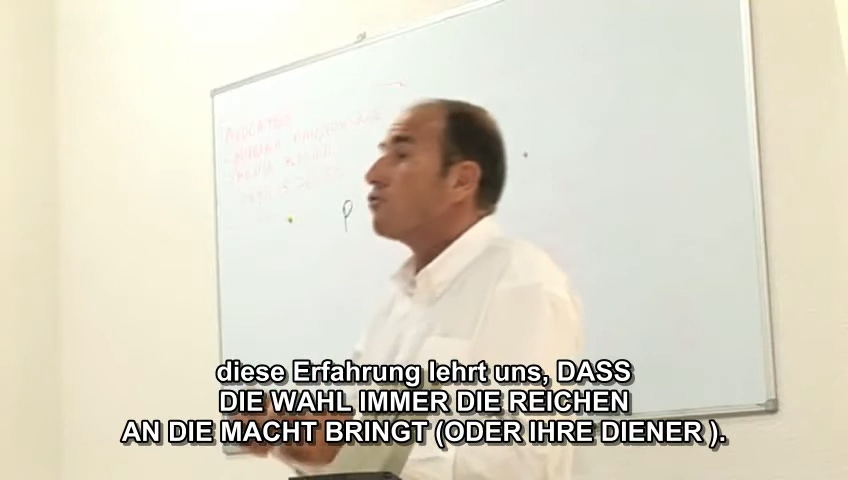 P
diese Erfahrung lehrt uns, DASS
DIE WAHL IMMER DIE REICHEN
AN DIE MACHT BRINGT (ODER IHRE DIENER ).